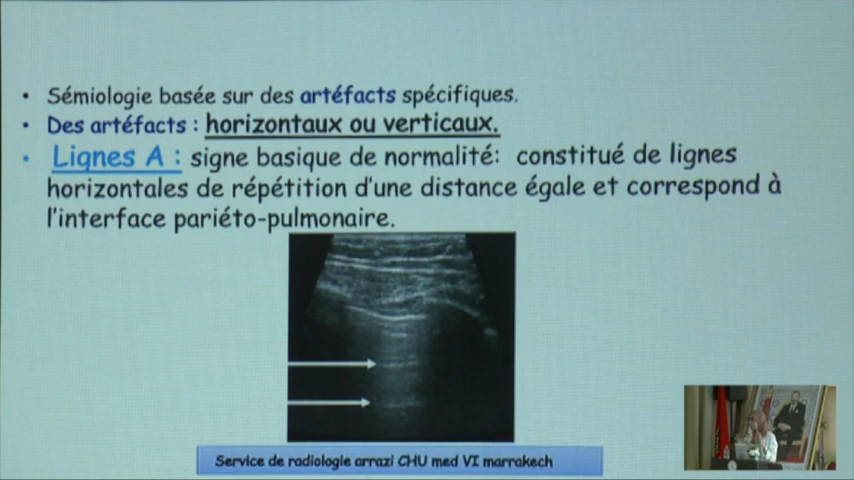 • Sémiologie basée sur des artéfacts spécifiques.
• Des artéfacts : horizontaux ou verticaux.
• Lignes A : signe basique de normalité: constitué de lignes
horizontales de répétition d'une distance égale et correspond à
l'interface pariéto-pulmonaire.
Service de radiologie arrazi CHU med VI marrakech